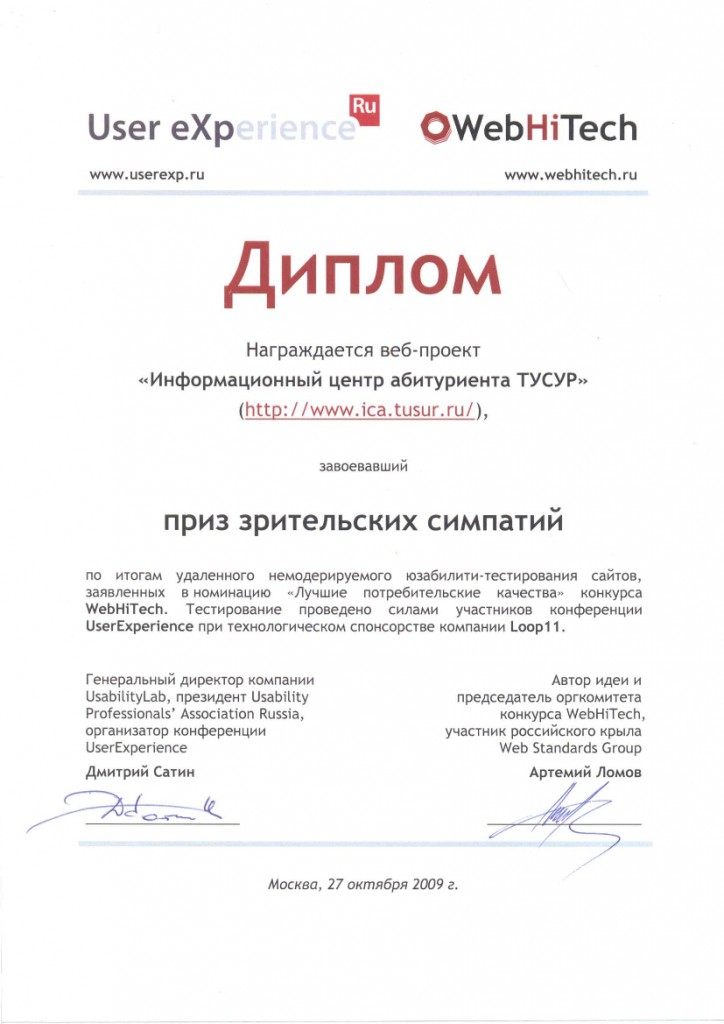 User eXperience Ru
WebHiTech
www.userexp.ru
www.webhitech.ru
Диплом
Награждается веб-проект
«Информационный центр абитуриента ТУСУР»
(http://www.ica.tusur.ru/),
завоевавший
приз зрительских симпатий
по итогам удаленного немодерируемого юзабилити-тестирования сайтов,
заявленных в номинацию «Лучшие потребительские качества» конкурса
WebHiTech. Тестирование проведено силами участников конференции
UserExperience при технологическом спонсорстве компании Loop11.
Генеральный директор компании
UsabilityLab, президент Usability
Professionals’ Association Russia,
организатор конференции
UserExperience
Дмитрий Сатин
Автор идеи и
председатель оргкомитета
конкурса WebHiTech,
участник российского крыла
Web Standards Group
Артемий Ломов
Москва, 27 октября 2009 г.